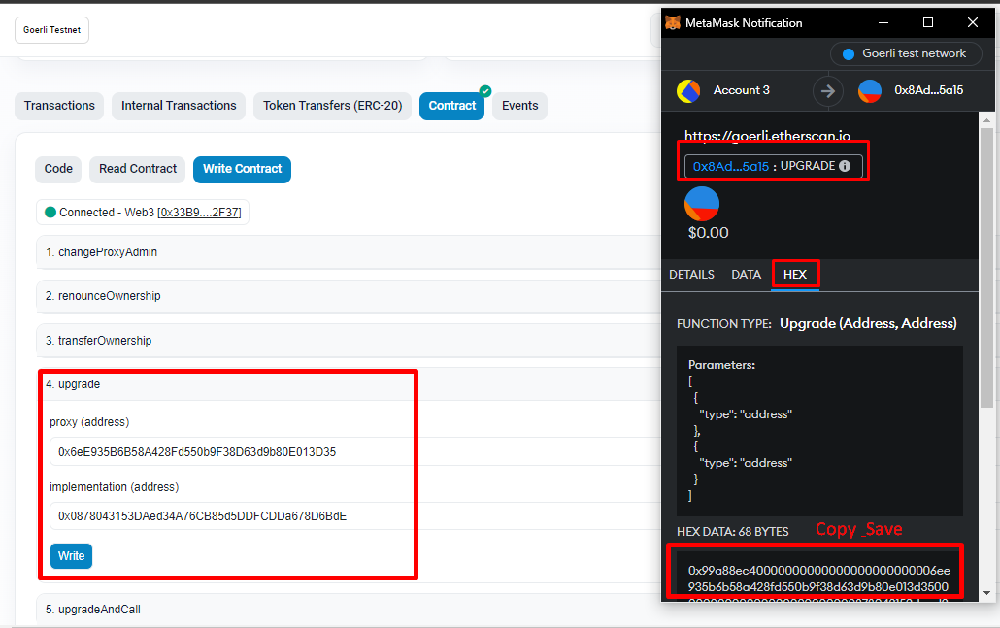 Goerli Testnet
Transactions
Internal Transactions
Token Transfers (ERC-20)
Contract
Events
Code
Read Contract
Write Contract
Connected - Web3 [0x33B9....2F37]
1. changeProxyAdmin
2. renounceOwnership
3. transferOwnership
4. upgrade
proxy (address)
0x6eE935B6B58A428Fd550b9F38D63d9b80E013D35
implementation (address)
0x0878043153DAed34A76CB85d5DDFCDDa678D6BdE
Write
5. upgradeAndCall
MetaMask Notification
Goerli test network
Account 3
0x8Ad...5a15
https://goerli.etherscan.io
0x8Ad...5a15 : UPGRADE
$0.00
DETAILS
DATA
HEX
FUNCTION TYPE: Upgrade (Address, Address)
Parameters:
[
{
"type": "address"
},
{
"type": "address"
}
]
HEX DATA: 68 BYTES
Copy _Save
0x99a88ec40000000000000000000000006ee
935b6b58a428fd550b9f38d63d9b80e013d3500